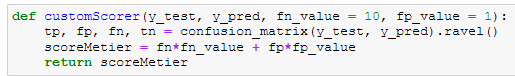 def customScorer(y_test, y_pred, fn_value = 10, fp_value = 1):
    tp, fp, fn, tn = confusion_matrix(y_test, y_pred).ravel()
    scoreMetier = fn*fn_value + fp*fp_value
    return scoreMetier